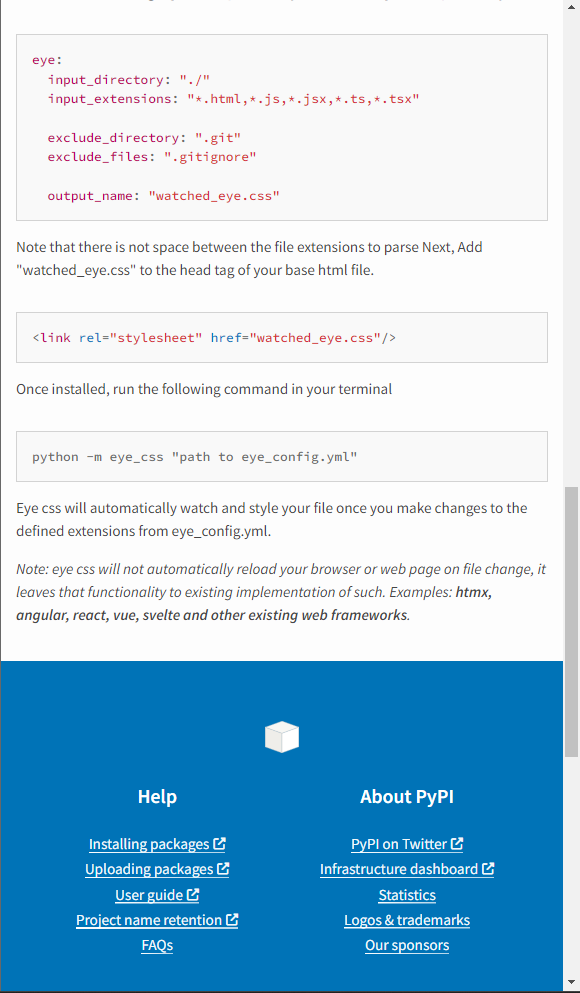 eye:
input_directory: "./"
input_extensions: "*.html,*.js,*.jsx,*.ts,*.tsx"
exclude_directory: ".git"
exclude_files: ".gitignore"
output_name: "watched_eye.css"
Note that there is not space between the file extensions to parse Next, Add
"watched_eye.css" to the head tag of your base html file.
<link rel="stylesheet" href="watched_eye.css"/>
Once installed, run the following command in your terminal
python -m eye_css "path to eye_config.yml"
Eye css will automatically watch and style your file once you make changes to the
defined extensions from eye_config.yml.
Note: eye css will not automatically reload your browser or web page on file change, it
leaves that functionality to existing implementation of such. Examples: htmx,
angular, react, vue, svelte and other existing web frameworks.
Help
Installing packages
Uploading packages
User guide
Project name retention
FAQs
About PyPI
PyPI on Twitter
Infrastructure dashboard
Statistics
Logos & trademarks
Our sponsors